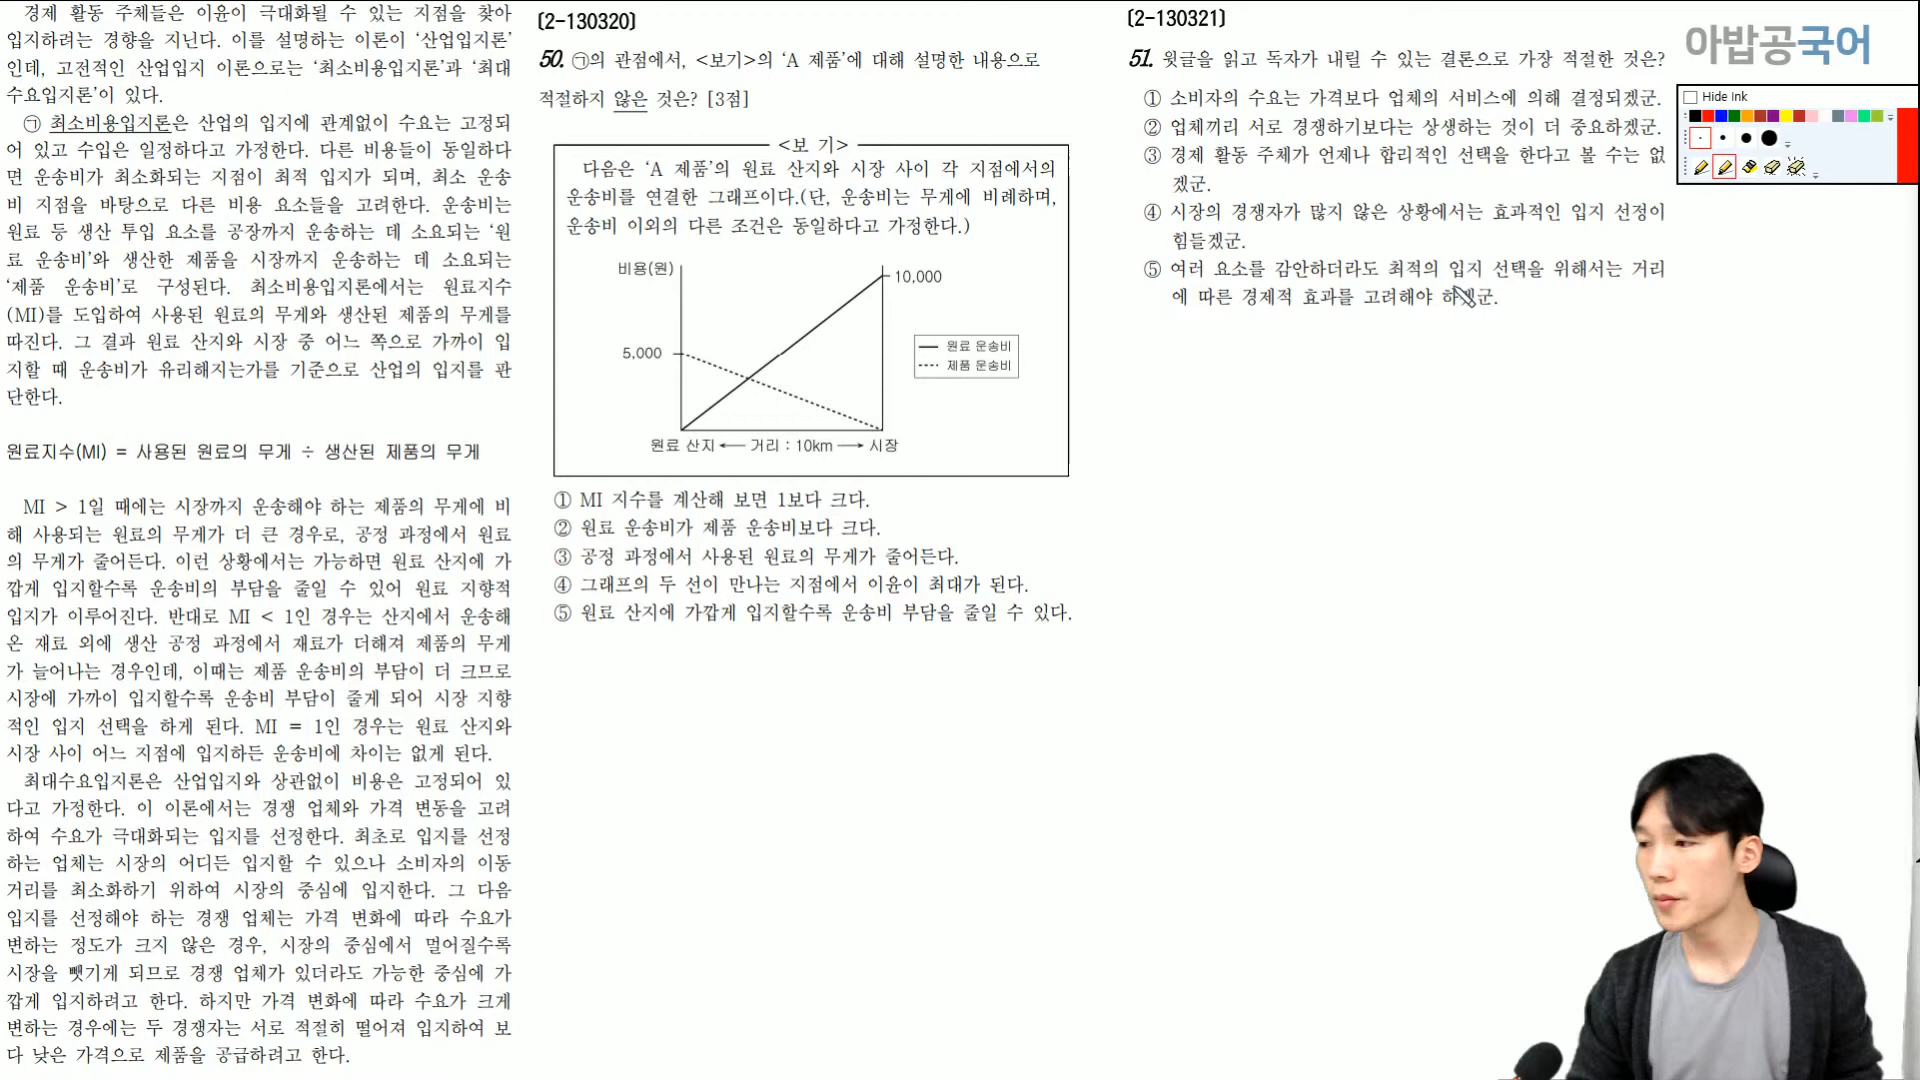 경제 활동 주체들은 이윤이 극대화될 수 있는 지점을 찾아
입지하려는 경향을 지닌다. 이를 설명하는 이론이 ‘산업입지론’
인데, 고전적인 산업입지 이론으로는 ‘최소비용입지론’과 ‘최대
수요입지론’이 있다.
㉠ 최소비용입지론은 산업의 입지에 관계없이 수요는 고정되
어 있고 수입은 일정하다고 가정한다. 다른 비용들이 동일하다
면 운송비가 최소화되는 지점이 최적 입지가 되며, 최소 운송
비 지점을 바탕으로 다른 비용 요소들을 고려한다. 운송비는
원료 등 생산 투입 요소를 공장까지 운송하는 데 소요되는 ‘원
료 운송비’와 생산한 제품을 시장까지 운송하는 데 소요되는
‘제품 운송비’로 구성된다. 최소비용입지론에서는 원료지수
(MI)를 도입하여 사용된 원료의 무게와 생산된 제품의 무게를
따진다. 그 결과 원료 산지와 시장 중 어느 쪽으로 가까이 입
지할 때 운송비가 유리해지는가를 기준으로 산업의 입지를 판
단한다.
원료지수(MI) = 사용된 원료의 무게 ÷ 생산된 제품의 무게
MI > 1일 때에는 시장까지 운송해야 하는 제품의 무게에 비
해 사용되는 원료의 무게가 더 큰 경우로, 공정 과정에서 원료
의 무게가 줄어든다. 이런 상황에서는 가능하면 원료 산지에 가
깝게 입지할수록 운송비의 부담을 줄일 수 있어 원료 지향적
입지가 이루어진다. 반대로 MI < 1인 경우는 산지에서 운송해
온 재료 외에 생산 공정 과정에서 재료가 더해져 제품의 무게
가 늘어나는 경우인데, 이때는 제품 운송비의 부담이 더 크므로
시장에 가까이 입지할수록 운송비 부담이 줄게 되어 시장 지향
적인 입지 선택을 하게 된다. MI = 1인 경우는 원료 산지와
시장 사이 어느 지점에 입지하든 운송비에 차이는 없게 된다.
최대수요입지론은 산업입지와 상관없이 비용은 고정되어 있
다고 가정한다. 이 이론에서는 경쟁 업체와 가격 변동을 고려
하여 수요가 극대화되는 입지를 선정한다. 최초로 입지를 선정
하는 업체는 시장의 어디든 입지할 수 있으나 소비자의 이동
거리를 최소화하기 위하여 시장의 중심에 입지한다. 그 다음
입지를 선정해야 하는 경쟁 업체는 가격 변화에 따라 수요가
변하는 정도가 크지 않은 경우, 시장의 중심에서 멀어질수록
시장을 뺏기게 되므로 경쟁 업체가 있더라도 가능한 중심에 가
깝게 입지하려고 한다. 하지만 가격 변화에 따라 수요가 크게
변하는 경우에는 두 경쟁자는 서로 적절히 떨어져 입지하여 보
다 낮은 가격으로 제품을 공급하려고 한다.
[2-130320]
50. ㉠의 관점에서, <보기>의 ‘A 제품’에 대해 설명한 내용으로
적절하지 않은 것은? [3점]
<보 기>
다음은 ‘A 제품’의 원료 산지와 시장 사이 각 지점에서의
운송비를 연결한 그래프이다.(단, 운송비는 무게에 비례하며,
운송비 이외의 다른 조건은 동일하다고 가정한다.)
비용(원)
10,000
5,000
원료 운송비
제품 운송비
원료 산지 ← 거리 : 10km → 시장
① MI 지수를 계산해 보면 1보다 크다.
② 원료 운송비가 제품 운송비보다 크다.
③ 공정 과정에서 사용된 원료의 무게가 줄어든다.
④ 그래프의 두 선이 만나는 지점에서 이윤이 최대가 된다.
⑤ 원료 산지에 가깝게 입지할수록 운송비 부담을 줄일 수 있다.
[2-130321]
51. 윗글을 읽고 독자가 내릴 수 있는 결론으로 가장 적절한 것은?
① 소비자의 수요는 가격보다 업체의 서비스에 의해 결정되겠군.
② 업체끼리 서로 경쟁하기보다는 상생하는 것이 더 중요하겠군.
③ 경제 활동 주체가 언제나 합리적인 선택을 한다고 볼 수는 없
겠군.
④ 시장의 경쟁자가 많지 않은 상황에서는 효과적인 입지 선정이
힘들겠군.
⑤ 여러 요소를 감안하더라도 최적의 입지 선택을 위해서는 거리
에 따른 경제적 효과를 고려해야 하겠군.
아밥공국어
Hide Ink